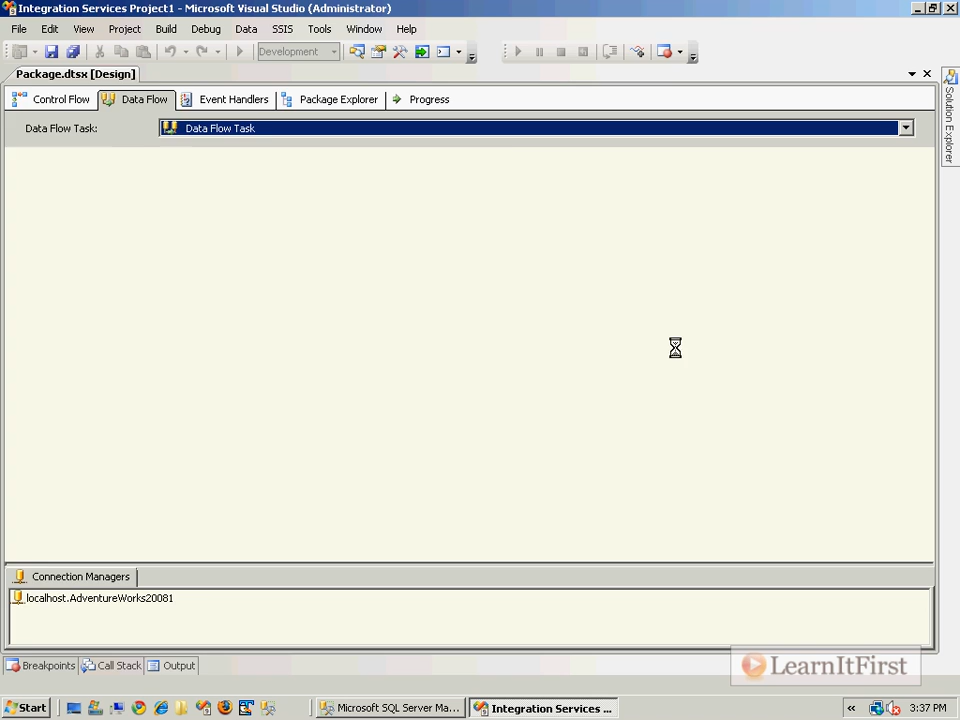 Integration Services Project1 - Microsoft Visual Studio (Administrator)
File Edit View Project Build Debug Data SSIS Tools Window Help
Development
Package.dtsx [Design]
Control Flow Data Flow Event Handlers Package Explorer Progress
Data Flow Task: Data Flow Task
Solution Explorer
Connection Managers
localhost.AdventureWorks20081
Breakpoints Call Stack Output
LearnItFirst
Start Microsoft SQL Server Ma... Integration Services ... « 3:37 PM